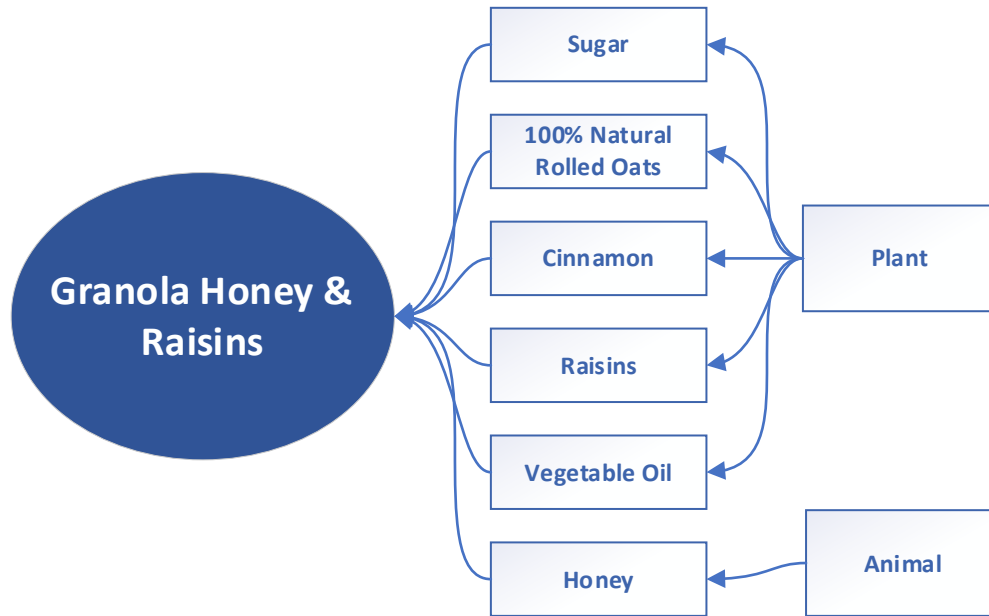 Granola Honey &
Raisins
Sugar
100% Natural
Rolled Oats
Cinnamon
Raisins
Vegetable Oil
Honey
Plant
Animal